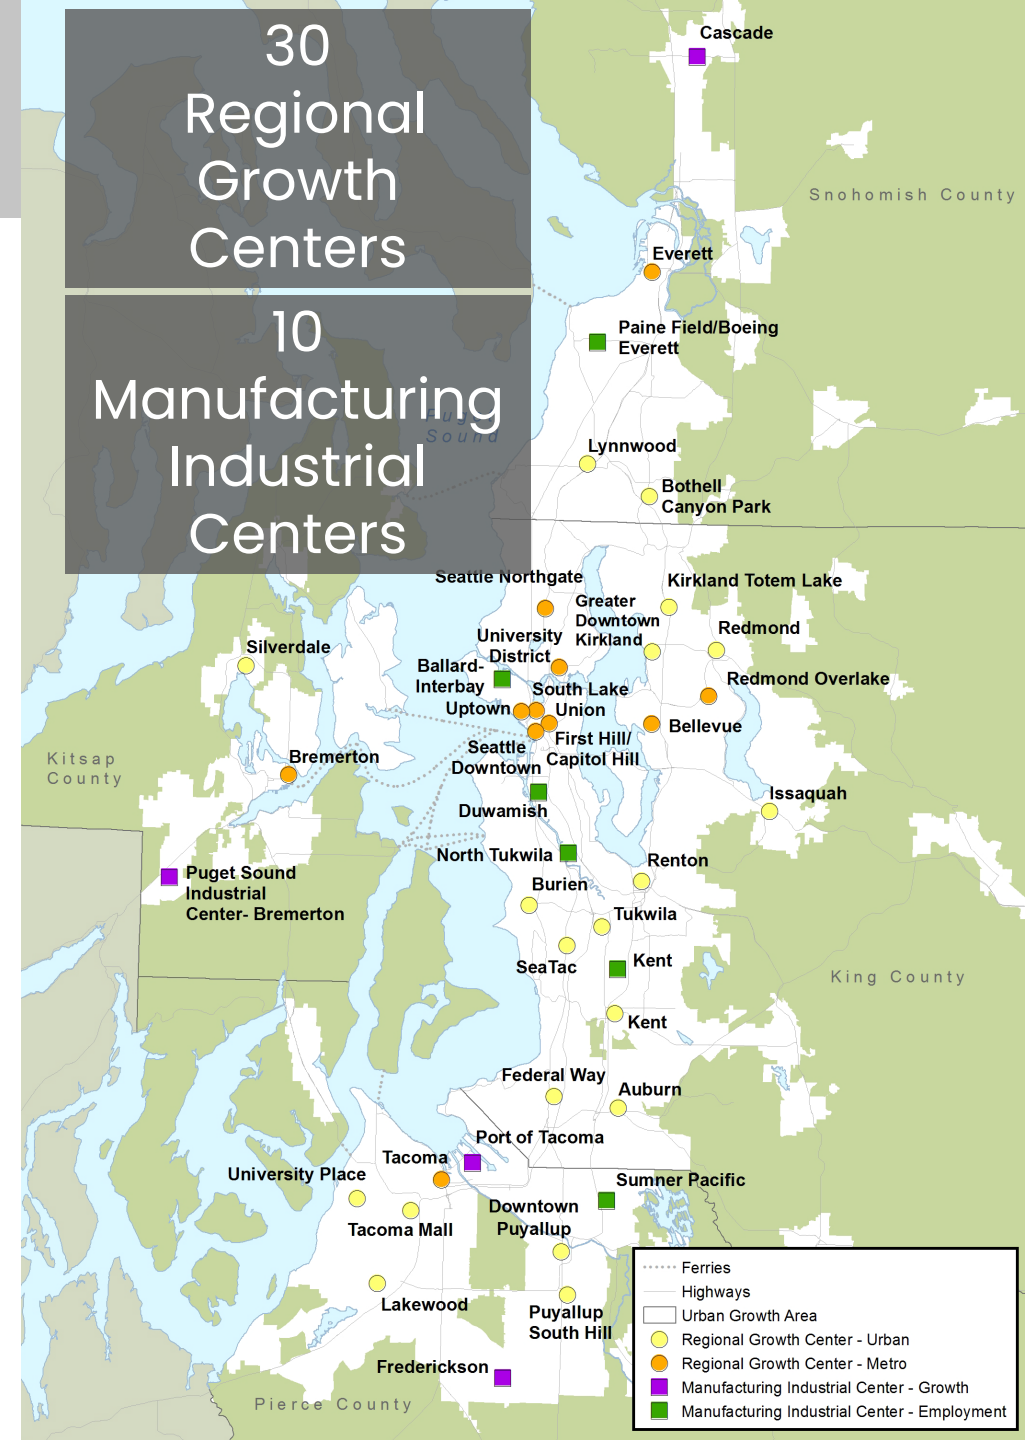 30
Regional
Growth
Centers
10
Manufacturing
Industrial
Centers
Puget
Sound
Cascade
Snohomish County
Everett
Paine Field/Boeing
Everett
Lynnwood
Bothell
Canyon Park
Seattle Northgate
Kirkland Totem Lake
Greater
Downtown
Kirkland
Redmond
University
District
Silverdale
Ballard-
Interbay
Redmond Overlake
South Lake
Union
Uptown
Bellevue
First Hill/
Capitol Hill
Seattle
Downtown
Kitsap
County
Bremerton
Issaquah
Duwamish
North Tukwila
Renton
Puget Sound
Industrial
Center- Bremerton
Burien
Tukwila
SeaTac
Kent
King County
Kent
Federal Way
Auburn
Port of Tacoma
Tacoma
University Place
Sumner Pacific
Downtown
Puyallup
Tacoma Mall
Lakewood
Puyallup
South Hill
Frederickson
Pierce County
Ferries
Highways
Urban Growth Area
Regional Growth Center - Urban
Regional Growth Center - Metro
Manufacturing Industrial Center - Growth
Manufacturing Industrial Center - Employment